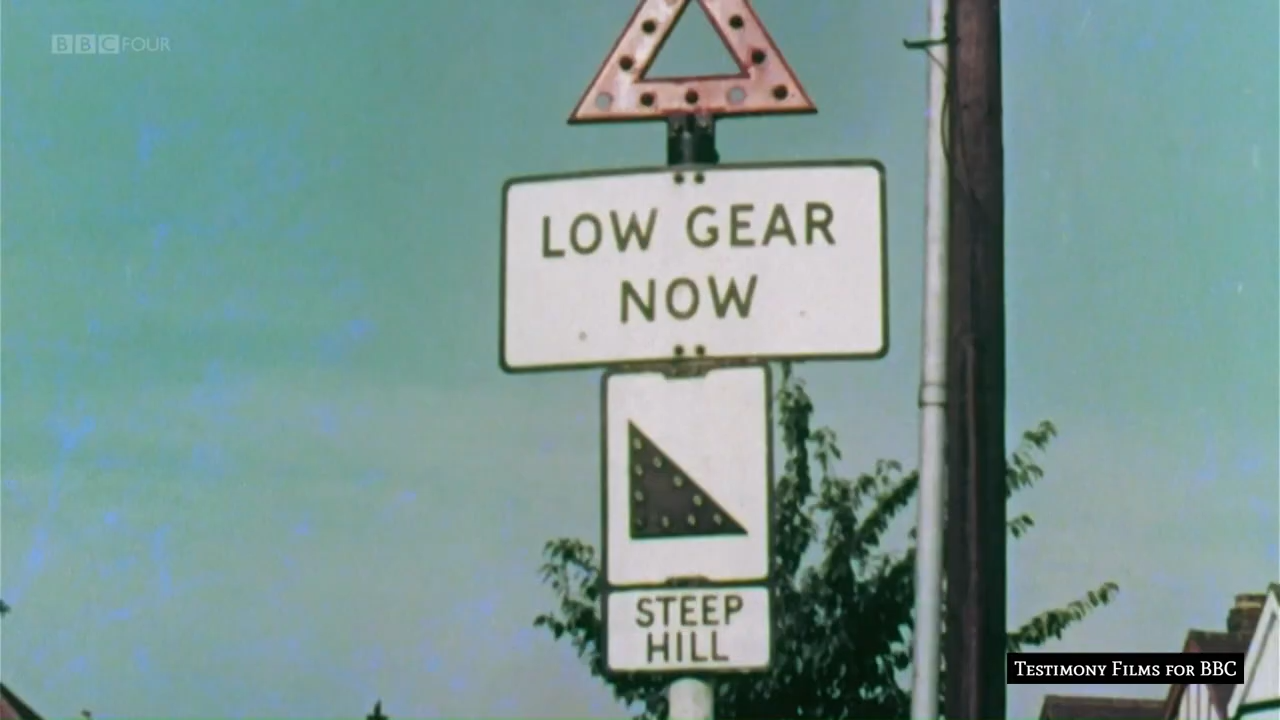 BBC FOUR
LOW GEAR
NOW
STEEP
HILL
TESTIMONY FILMS FOR BBC